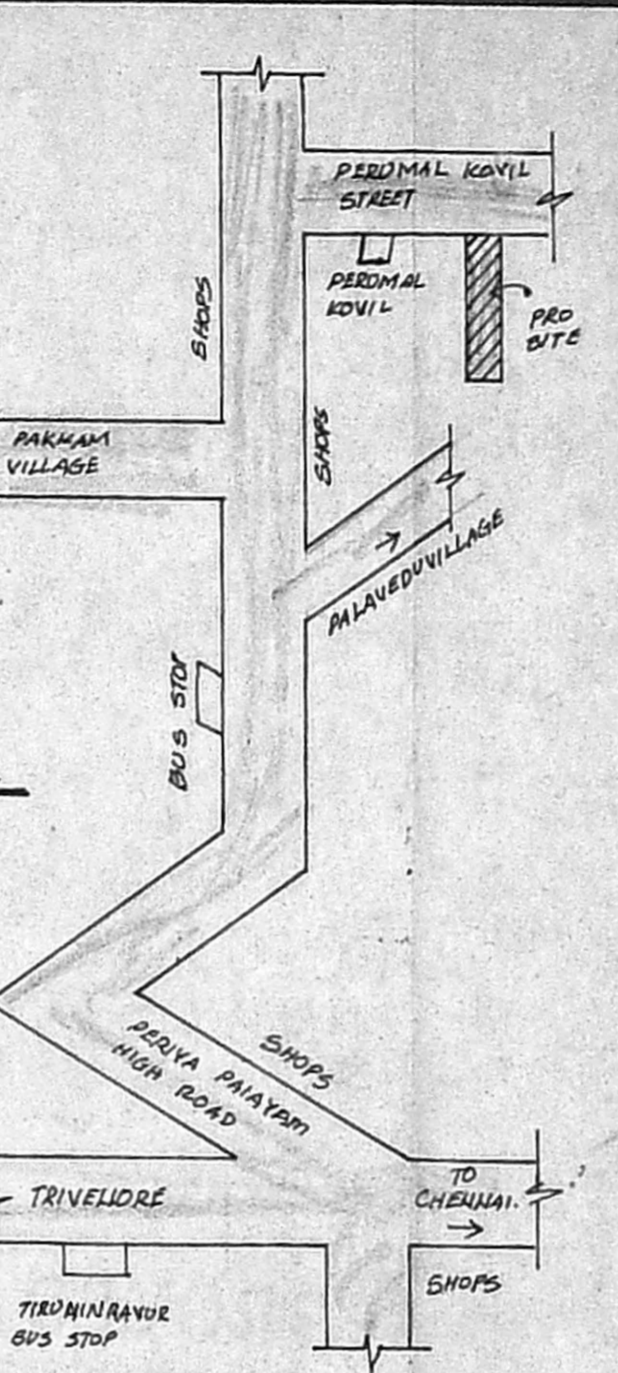 PERUMAL KOVIL
STREET
SHOPS
PERUMAL
KOVIL
PRO
SITE
PAKKAM
VILLAGE
SHOPS
PALAVEDUVILLAGE
BUS STOP
PERIYA PALAYAM
HIGH ROAD
SHOPS
TRIVELLORE
TO
CHENNAI.
TIRUNINRAVUR
BUS STOP
SHOPS